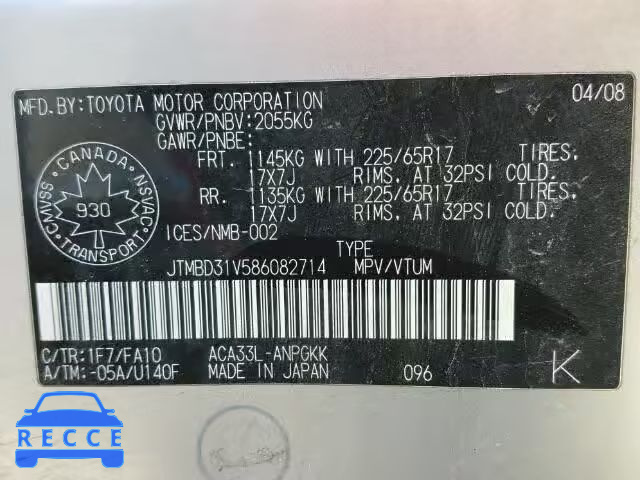 MFD.BY:TOYOTA MOTOR CORPORATION 04/08
GVWR/PNBV:2055KG
GAWR/PNBE:
FRT. 1145KG WITH 225/65R17 TIRES.
17X7J RIMS. AT 32PSI COLD.
RR. 1135KG WITH 225/65R17 TIRES.
17X7J RIMS. AT 32PSI COLD.
ICES/NMB-002
CANADA
CMVSS NSVAC
930
TRANSPORT
TYPE
JTMBD31V586082714 MPV/VTUM
C/TR:1F7/FA10 ACA33L-ANPGKK
A/TM:-05A/U140F MADE IN JAPAN 096 K
RECCE